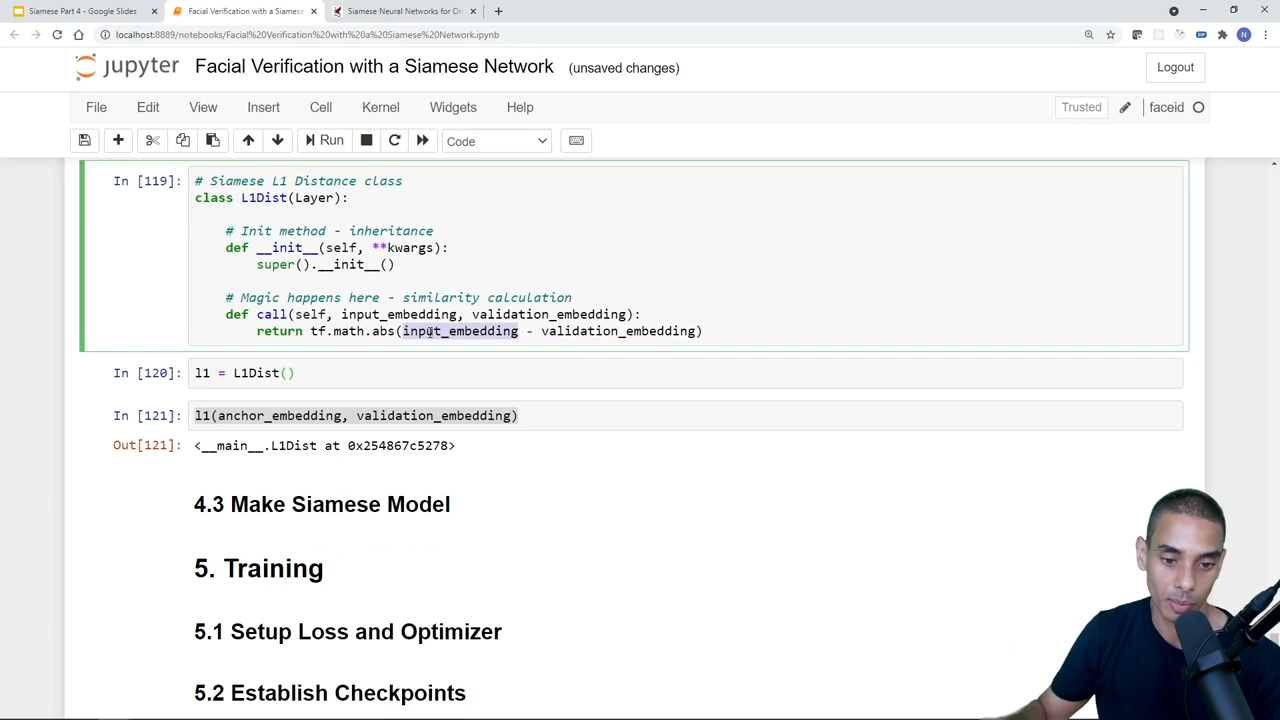 Siamese Part 4 - Google Slides
Facial Verification with a Siamese
Siamese Neural Networks for On
localhost:8889/notebooks/Facial%20Verification%20with%20a%20Siamese%20Network.ipynb
N
jupyter
Facial Verification with a Siamese Network (unsaved changes)
Logout
File Edit View Insert Cell Kernel Widgets Help
Trusted
faceid
Run
Code
In [119]:
# Siamese L1 Distance class
class L1Dist(Layer):
# Init method - inheritance
def __init__(self, **kwargs):
super().__init__()
# Magic happens here - similarity calculation
def call(self, input_embedding, validation_embedding):
return tf.math.abs(input_embedding - validation_embedding)
In [120]: l1 = L1Dist()
In [121]: l1(anchor_embedding, validation_embedding)
Out[121]: <__main__.L1Dist at 0x254867c5278>
4.3 Make Siamese Model
5. Training
5.1 Setup Loss and Optimizer
5.2 Establish Checkpoints